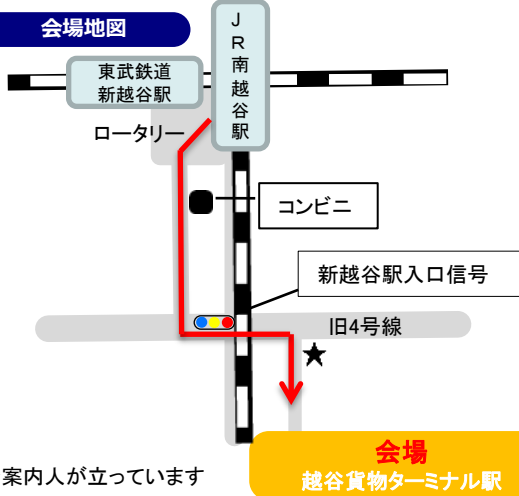 会場地図
JR南越谷駅
東武鉄道
新越谷駅
ロータリー
コンビニ
新越谷駅入口信号
旧4号線
★
会場
越谷貨物ターミナル駅
案内人が立っています